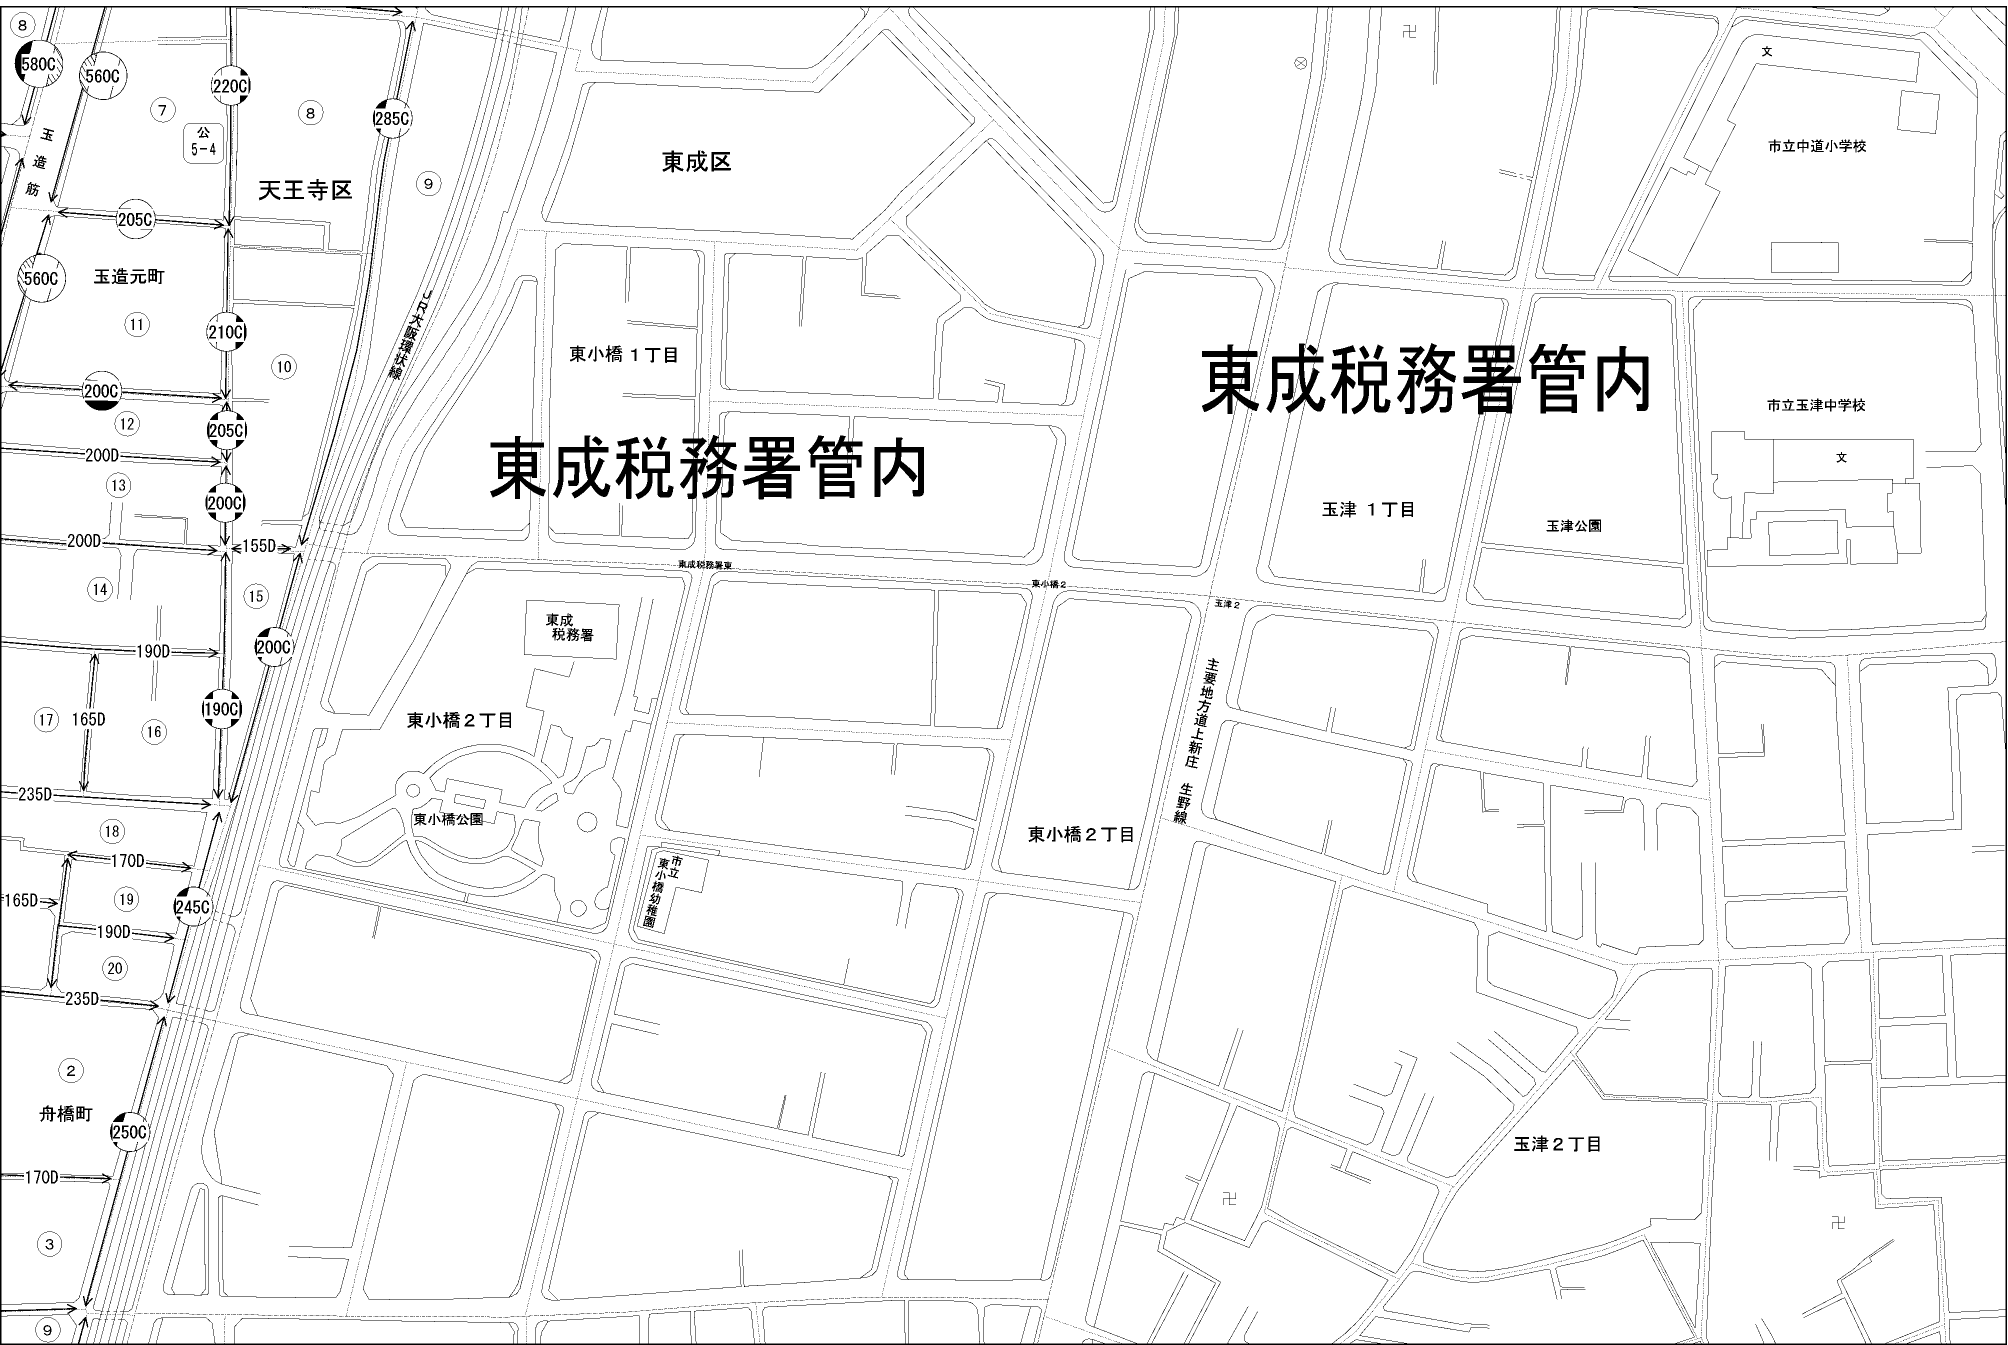 8
580C
560C
220C
7
8
285C
公
5-4
玉造筋
天王寺区
9
東成区
文
市立中道小学校
205C
560C
玉造元町
11
210C
10
JR大阪環状線
東小橋 1丁目
東成税務署管内
200C
12
205C
市立玉津中学校
文
東成税務署管内
200D
13
200C
玉津 1丁目
玉津公園
200D
155D
東成税務署東
東小橋2
玉津2
14
15
東成
税務署
200C
190D
17
165D
190C
16
東小橋2丁目
主要地方道上新庄 生野線
235D
18
東小橋公園
東小橋2丁目
170D
市立
東小橋幼稚園
165D
19
245C
190D
20
235D
2
舟橋町
250C
玉津2丁目
170D
3
9